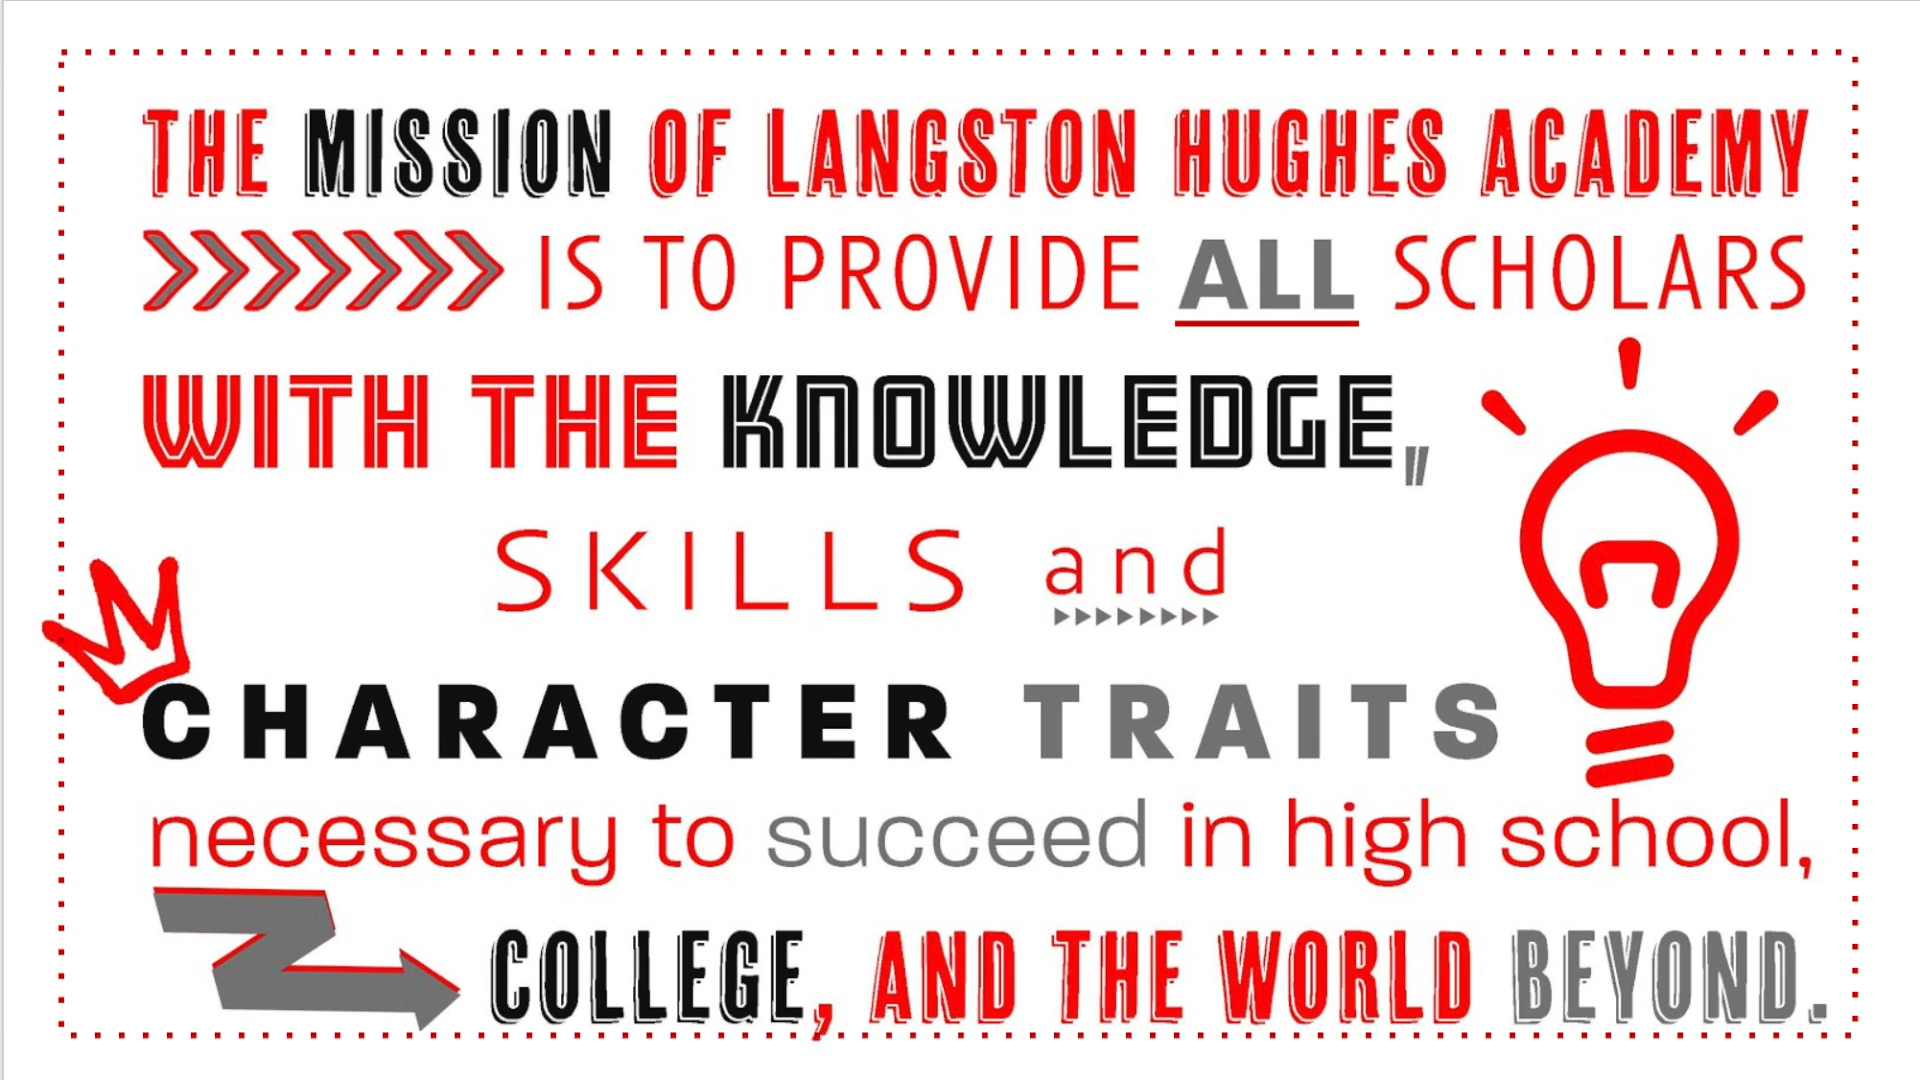 THE MISSION OF LANGSTON HUGHES ACADEMY
IS TO PROVIDE ALL SCHOLARS
WITH THE KNOWLEDGE,
SKILLS and
CHARACTER TRAITS
necessary to succeed in high school,
COLLEGE, AND THE WORLD BEYOND.